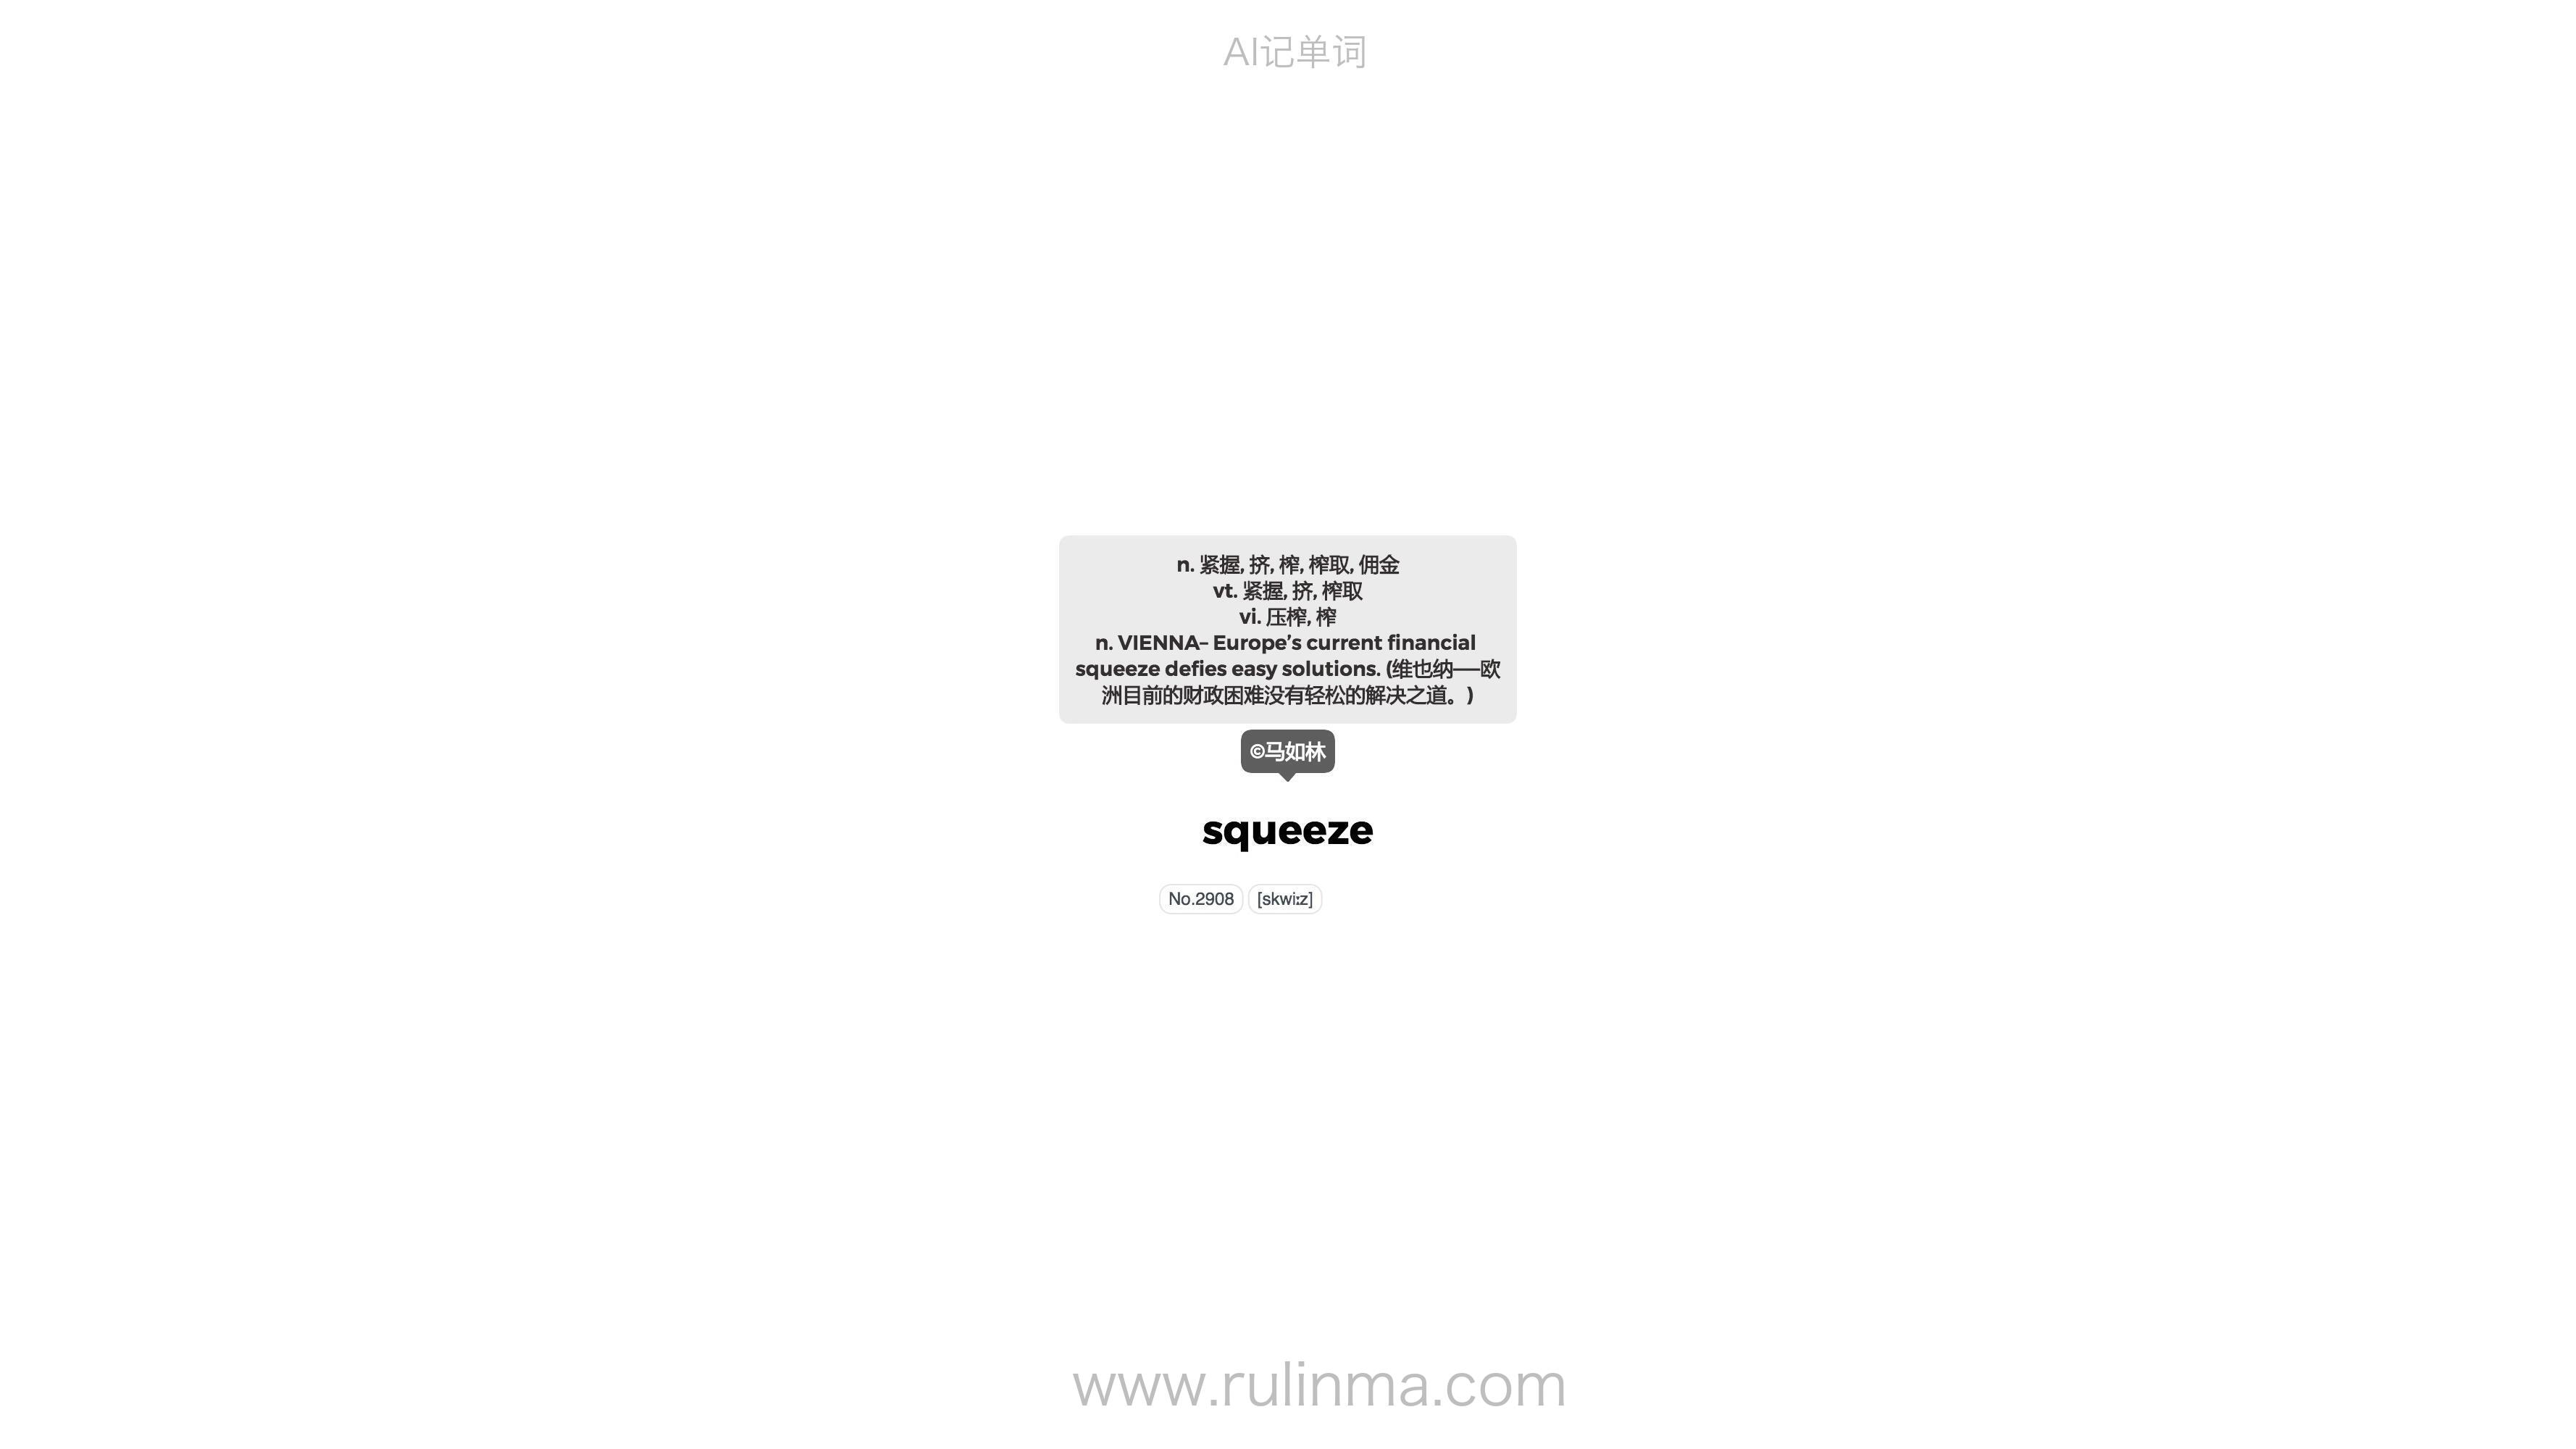 AI记单词
n. 紧握, 挤, 榨, 榨取, 佣金
vt. 紧握, 挤, 榨取
vi. 压榨, 榨
n. VIENNA– Europe’s current financial
squeeze defies easy solutions. (维也纳──欧
洲目前的财政困难没有轻松的解决之道。)
©马如林
squeeze
No.2908 [skwi:z]
www.rulinma.com